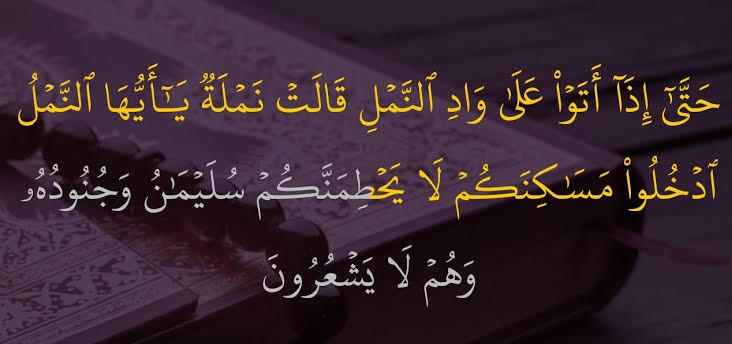 حَتَّىٰٓ إِذَآ أَتَوۡاْ عَلَىٰ وَادِ ٱلنَّمۡلِ قَالَتۡ نَمۡلَةٞ يَٰٓأَيُّهَا ٱلنَّمۡلُ
ٱدۡخُلُواْ مَسَٰكِنَكُمۡ لَا يَحۡطِمَنَّكُمۡ سُلَيۡمَٰنُ وَجُنُودُهُۥ
وَهُمۡ لَا يَشۡعُرُونَ